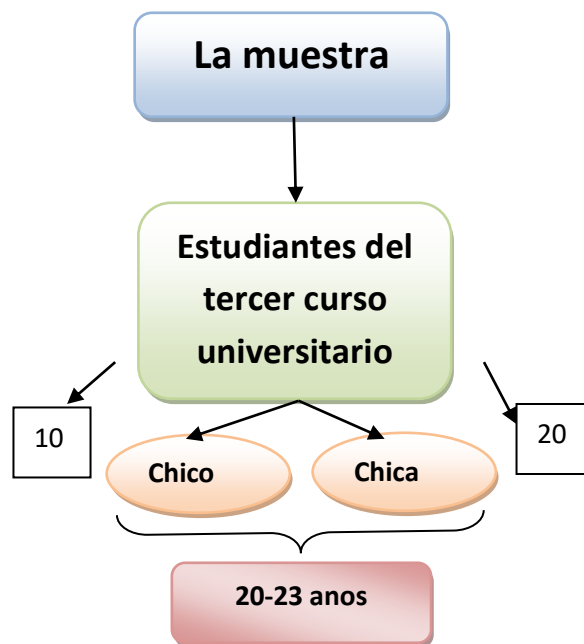 La muestra
Estudiantes del
tercer curso
universitario
10
20
Chico
Chica
20-23 anos